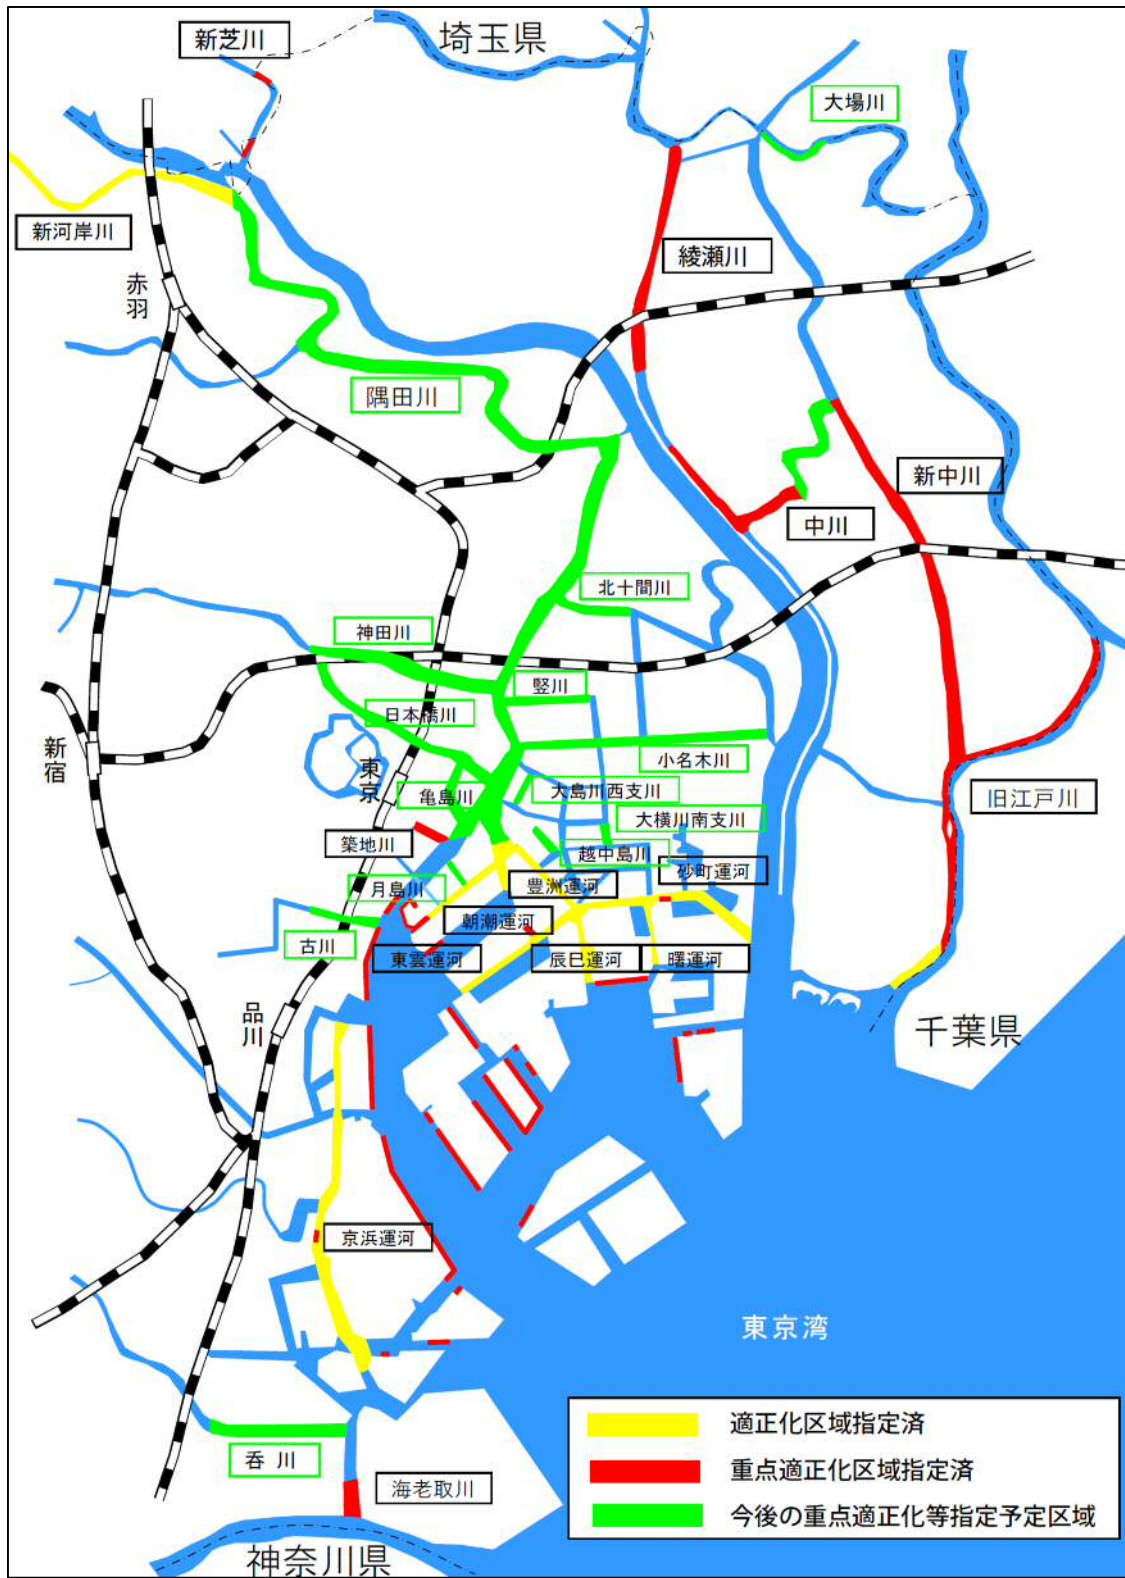 新芝川
埼玉県
大場川
新河岸川
綾瀬川
赤羽
隅田川
新中川
中川
北十間川
神田川
竪川
日本橋川
新宿
東京
小名木川
亀島川
大島川西支川
旧江戸川
大横川南支川
築地川
越中島川
砂町運河
月島川
豊洲運河
朝潮運河
古川
東雲運河
辰巳運河
曙運河
品川
千葉県
京浜運河
東京湾
適正化区域指定済
呑 川
重点適正化区域指定済
海老取川
今後の重点適正化等指定予定区域
神奈川県